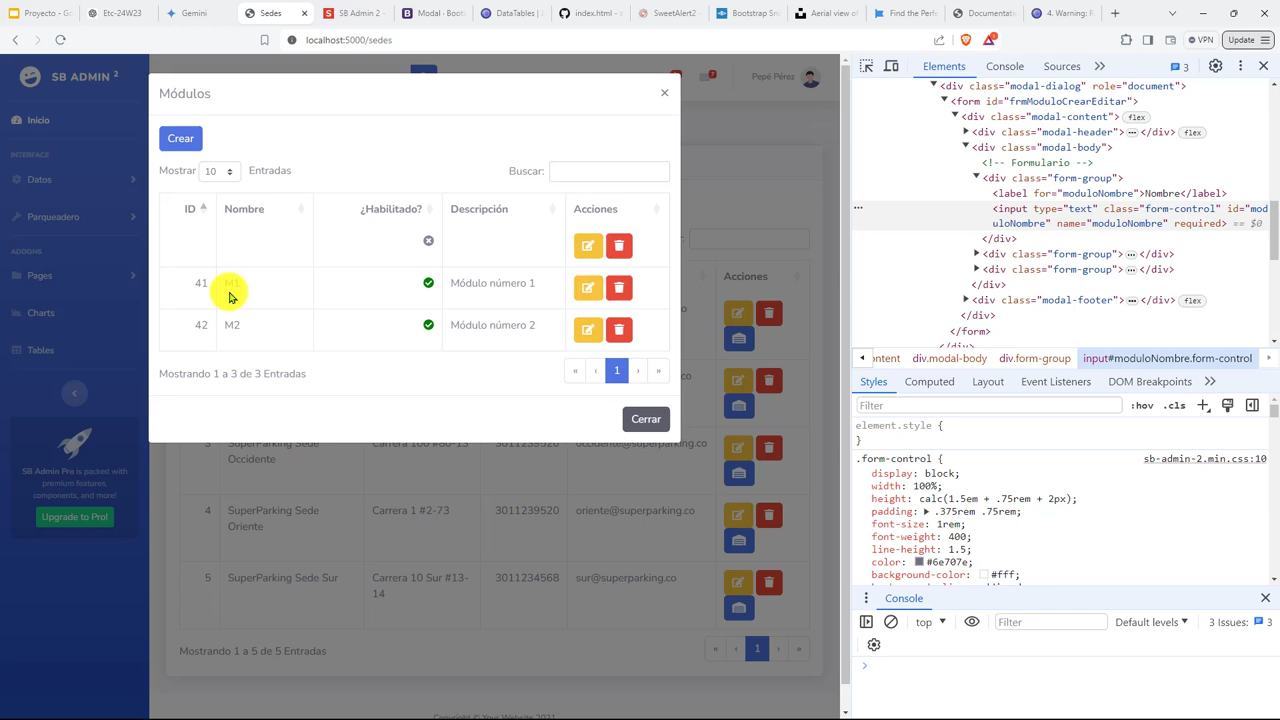 Proyecto - G
Etc-24W23
Gemini
Sedes
SB Admin 2 -
Modal · Boots
DataTables |
index.html ·
SweetAlert2
Bootstrap Sn
Aerial view of
Find the Perfe
Documentati
4. Warning: R
localhost:5000/sedes
VPN
Update
SB ADMIN 2
Inicio
INTERFACE
Datos
Parqueadero
ADDONS
Pages
Charts
Tables
SB Admin Pro is packed with
premium features,
components, and more!
Upgrade to Pro!
Pepé Pérez
Módulos
×
Crear
Mostrar 10 Entradas
Buscar:
ID Nombre ¿Habilitado? Descripción Acciones
41 M1 Módulo número 1
42 M2 Módulo número 2
Mostrando 1 a 3 de 3 Entradas
« ‹ 1 › »
Cerrar
Acciones
3 SuperParking Sede Occidente Carrera 100 #80-13 3011239520 occidente@superparking.co
4 SuperParking Sede Oriente Carrera 1 #2-73 3011239520 oriente@superparking.co
5 SuperParking Sede Sur Carrera 10 Sur #13-14 3011234568 sur@superparking.co
Mostrando 1 a 5 de 5 Entradas
« ‹ 1 › »
Copyright © Your Website 2021
Elements Console Sources 3
<div class="modal-dialog" role="document">
<form id="frmModuloCrearEditar">
<div class="modal-content"> flex
<div class="modal-header"> ⋯ </div> flex
<div class="modal-body">
<!-- Formulario -->
<div class="form-group">
<label for="moduloNombre">Nombre</label>
<input type="text" class="form-control" id="mod
uloNombre" name="moduloNombre" required> == $0
</div>
<div class="form-group"> ⋯ </div>
<div class="form-group"> ⋯ </div>
</div>
<div class="modal-footer"> ⋯ </div> flex
</div>
</form>
ontent div.modal-body div.form-group input#moduloNombre.form-control
Styles Computed Layout Event Listeners DOM Breakpoints
Filter :hov .cls
element.style {
}
.form-control { sb-admin-2.min.css:10
display: block;
width: 100%;
height: calc(1.5em + .75rem + 2px);
padding: .375rem .75rem;
font-size: 1rem;
font-weight: 400;
line-height: 1.5;
color: #6e707e;
background-color: #fff;
Console
top Filter Default levels 3 Issues: 3